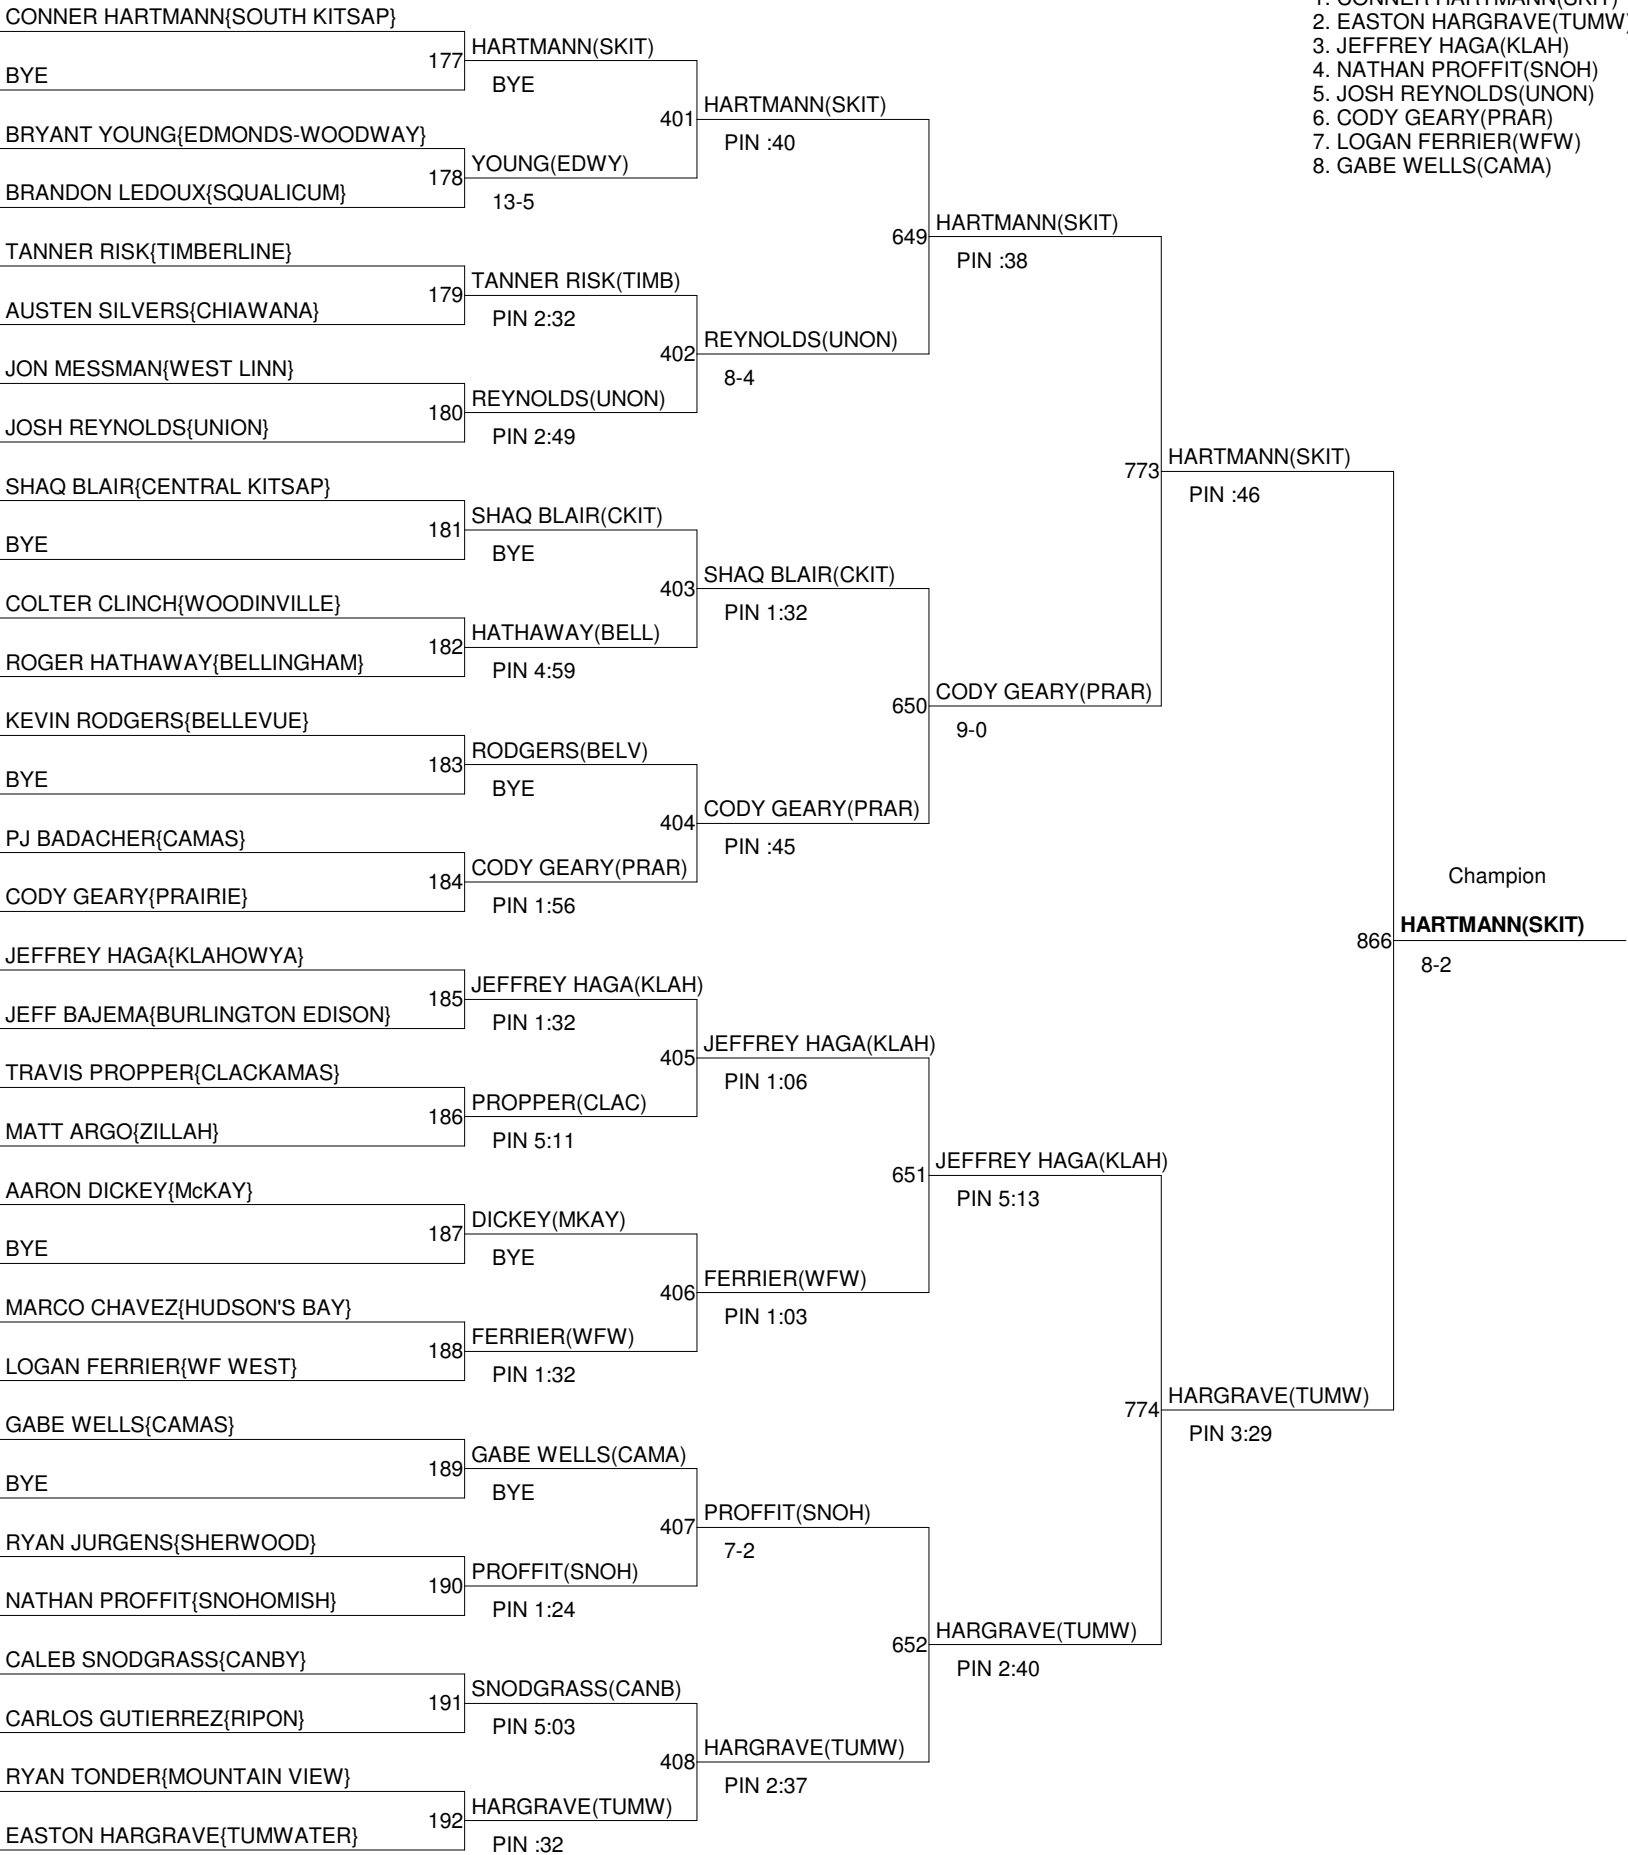 CONNER HARTMANN{SOUTH KITSAP}
BYE
BRYANT YOUNG{EDMONDS-WOODWAY}
BRANDON LEDOUX{SQUALICUM}
TANNER RISK{TIMBERLINE}
AUSTEN SILVERS{CHIAWANA}
JON MESSMAN{WEST LINN}
JOSH REYNOLDS{UNION}
SHAQ BLAIR{CENTRAL KITSAP}
BYE
COLTER CLINCH{WOODINVILLE}
ROGER HATHAWAY{BELLINGHAM}
KEVIN RODGERS{BELLEVUE}
BYE
PJ BADACHER{CAMAS}
CODY GEARY{PRAIRIE}
JEFFREY HAGA{KLAHOWYA}
JEFF BAJEMA{BURLINGTON EDISON}
TRAVIS PROPPER{CLACKAMAS}
MATT ARGO{ZILLAH}
AARON DICKEY{McKAY}
BYE
MARCO CHAVEZ{HUDSON'S BAY}
LOGAN FERRIER{WF WEST}
GABE WELLS{CAMAS}
BYE
RYAN JURGENS{SHERWOOD}
NATHAN PROFFIT{SNOHOMISH}
CALEB SNODGRASS{CANBY}
CARLOS GUTIERREZ{RIPON}
RYAN TONDER{MOUNTAIN VIEW}
EASTON HARGRAVE{TUMWATER}
177 HARTMANN(SKIT)
BYE
178 YOUNG(EDWY)
13-5
179 TANNER RISK(TIMB)
PIN 2:32
180 REYNOLDS(UNON)
PIN 2:49
181 SHAQ BLAIR(CKIT)
BYE
182 HATHAWAY(BELL)
PIN 4:59
183 RODGERS(BELV)
BYE
184 CODY GEARY(PRAR)
PIN 1:56
185 JEFFREY HAGA(KLAH)
PIN 1:32
186 PROPPER(CLAC)
PIN 5:11
187 DICKEY(MKAY)
BYE
188 FERRIER(WFW)
PIN 1:32
189 GABE WELLS(CAMA)
BYE
190 PROFFIT(SNOH)
PIN 1:24
191 SNODGRASS(CANB)
PIN 5:03
192 HARGRAVE(TUMW)
PIN :32
401 HARTMANN(SKIT)
PIN :40
402 REYNOLDS(UNON)
8-4
403 SHAQ BLAIR(CKIT)
PIN 1:32
404 CODY GEARY(PRAR)
PIN :45
405 JEFFREY HAGA(KLAH)
PIN 1:06
406 FERRIER(WFW)
PIN 1:03
407 PROFFIT(SNOH)
7-2
408 HARGRAVE(TUMW)
PIN 2:37
649 HARTMANN(SKIT)
PIN :38
650 CODY GEARY(PRAR)
9-0
651 JEFFREY HAGA(KLAH)
PIN 5:13
652 HARGRAVE(TUMW)
PIN 2:40
773 HARTMANN(SKIT)
PIN :46
774 HARGRAVE(TUMW)
PIN 3:29
Champion
866 HARTMANN(SKIT)
8-2
1. CONNER HARTMANN(SKIT)
2. EASTON HARGRAVE(TUMW)
3. JEFFREY HAGA(KLAH)
4. NATHAN PROFFIT(SNOH)
5. JOSH REYNOLDS(UNON)
6. CODY GEARY(PRAR)
7. LOGAN FERRIER(WFW)
8. GABE WELLS(CAMA)